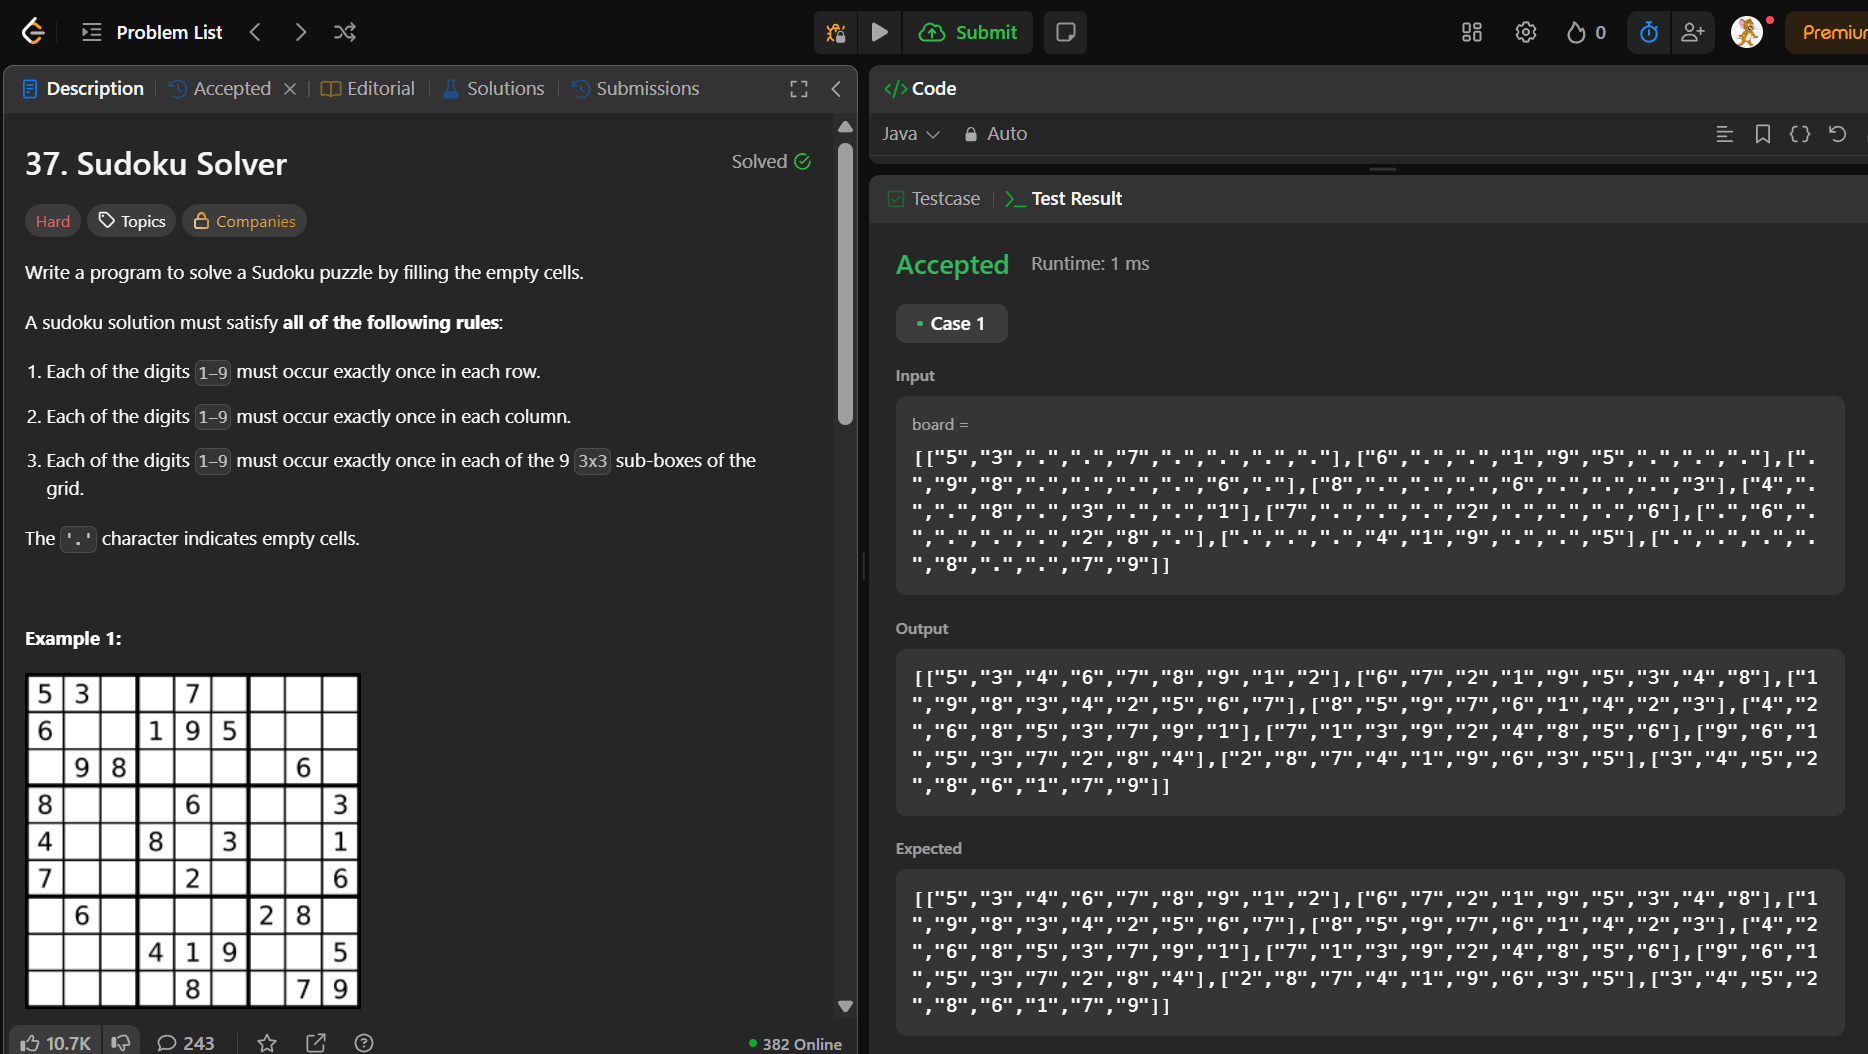 Problem List
Submit
0
Premium
Description
Accepted
Editorial
Solutions
Submissions
37. Sudoku Solver
Solved
Hard
Topics
Companies
Write a program to solve a Sudoku puzzle by filling the empty cells.
A sudoku solution must satisfy all of the following rules:
1. Each of the digits 1-9 must occur exactly once in each row.
2. Each of the digits 1-9 must occur exactly once in each column.
3. Each of the digits 1-9 must occur exactly once in each of the 9 3x3 sub-boxes of the
grid.
The '.' character indicates empty cells.
Example 1:
5 3 7
6 1 9 5
9 8 6
8 6 3
4 8 3 1
7 2 6
6 2 8
4 1 9 5
8 7 9
10.7K
243
382 Online
</> Code
Java
Auto
Testcase
Test Result
Accepted
Runtime: 1 ms
Case 1
Input
board =
[["5","3",".",".","7",".",".",".","."],["6",".",".","1","9","5",".",".","."],[".
","9","8",".",".",".",".","6","."],["8",".",".",".","6",".",".",".","3"],["4",".
",".","8",".","3",".",".","1"],["7",".",".",".","2",".",".",".","6"],[".","6",".
",".",".",".","2","8","."],[".",".",".","4","1","9",".",".","5"],[".",".",".",".
","8",".",".","7","9"]]
Output
[["5","3","4","6","7","8","9","1","2"],["6","7","2","1","9","5","3","4","8"],["1
","9","8","3","4","2","5","6","7"],["8","5","9","7","6","1","4","2","3"],["4","2
","6","8","5","3","7","9","1"],["7","1","3","9","2","4","8","5","6"],["9","6","1
","5","3","7","2","8","4"],["2","8","7","4","1","9","6","3","5"],["3","4","5","2
","8","6","1","7","9"]]
Expected
[["5","3","4","6","7","8","9","1","2"],["6","7","2","1","9","5","3","4","8"],["1
","9","8","3","4","2","5","6","7"],["8","5","9","7","6","1","4","2","3"],["4","2
","6","8","5","3","7","9","1"],["7","1","3","9","2","4","8","5","6"],["9","6","1
","5","3","7","2","8","4"],["2","8","7","4","1","9","6","3","5"],["3","4","5","2
","8","6","1","7","9"]]